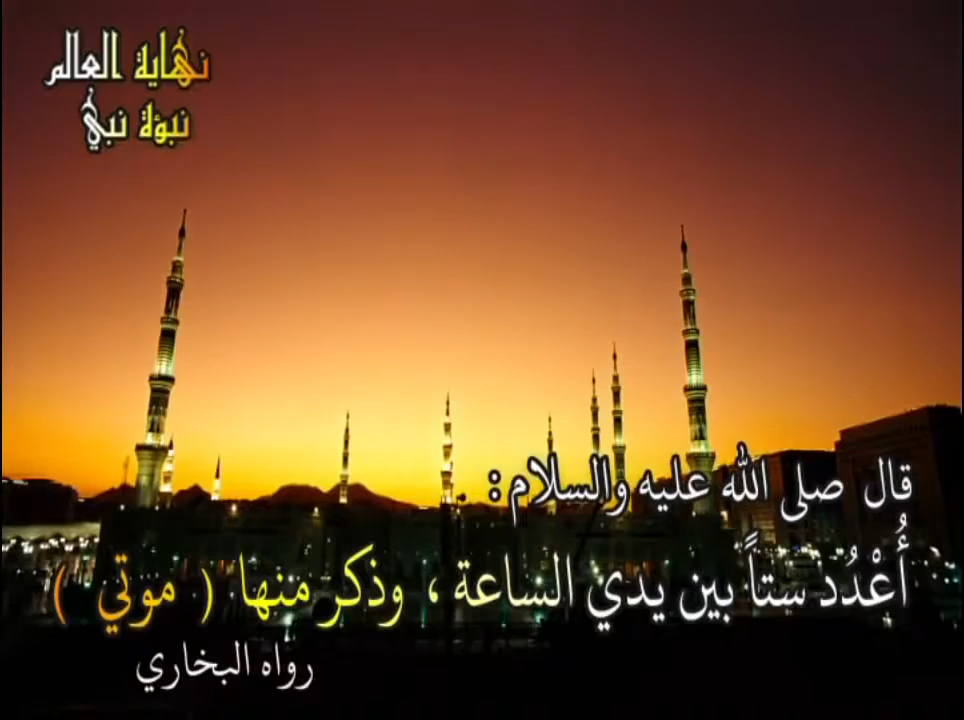 نهاية العالم
نبوءة نبي
قال صلى الله عليه والسلام :
أُعْدُد ستاً بين يدي الساعة ، وذكر منها ( موتي )
رواه البخاري